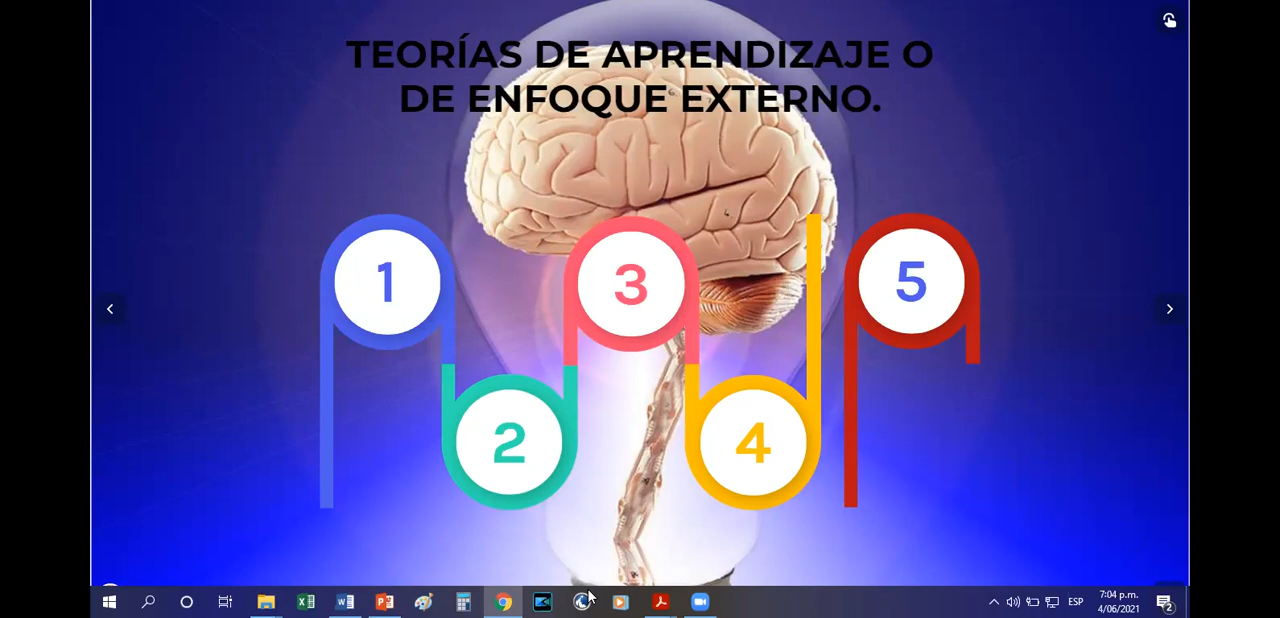 TEORÍAS DE APRENDIZAJE O
DE ENFOQUE EXTERNO.
1
3
5
2
4
ESP
7:04 p.m.
4/06/2021
2